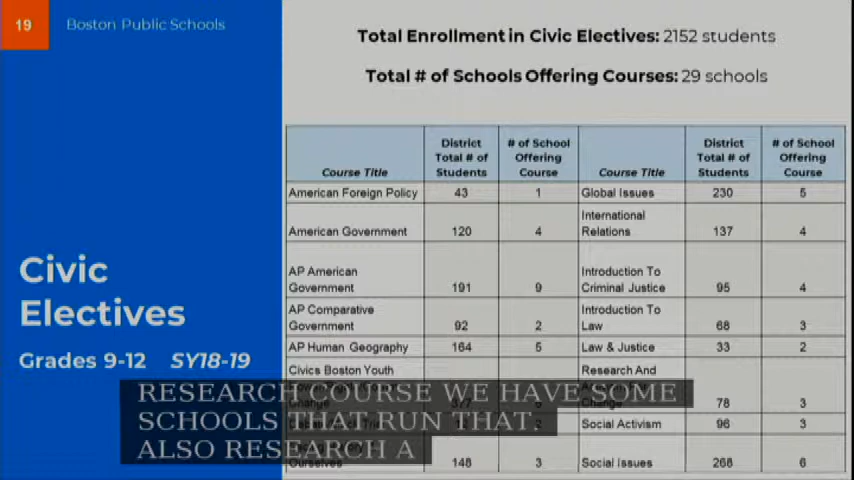 19
Boston Public Schools
Total Enrollment in Civic Electives: 2152 students
Total # of Schools Offering Courses: 29 schools
Civic
Electives
Grades 9-12 SY18-19
Course Title | District Total # of Students | # of School Offering Course | Course Title | District Total # of Students | # of School Offering Course
American Foreign Policy | 43 | 1 | Global Issues | 230 | 5
American Government | 120 | 4 | International Relations | 137 | 4
AP American Government | 191 | 9 | Introduction To Criminal Justice | 95 | 4
AP Comparative Government | 92 | 2 | Introduction To Law | 68 | 3
AP Human Geography | 164 | 5 | Law & Justice | 33 | 2
Civics Boston Youth | Research And
78 | 3
Social Activism | 96 | 3
Ourselves | 148 | 3 | Social Issues | 268 | 6
RESEARCH COURSE WE HAVE SOME
SCHOOLS THAT RUN THAT.
ALSO RESEARCH A